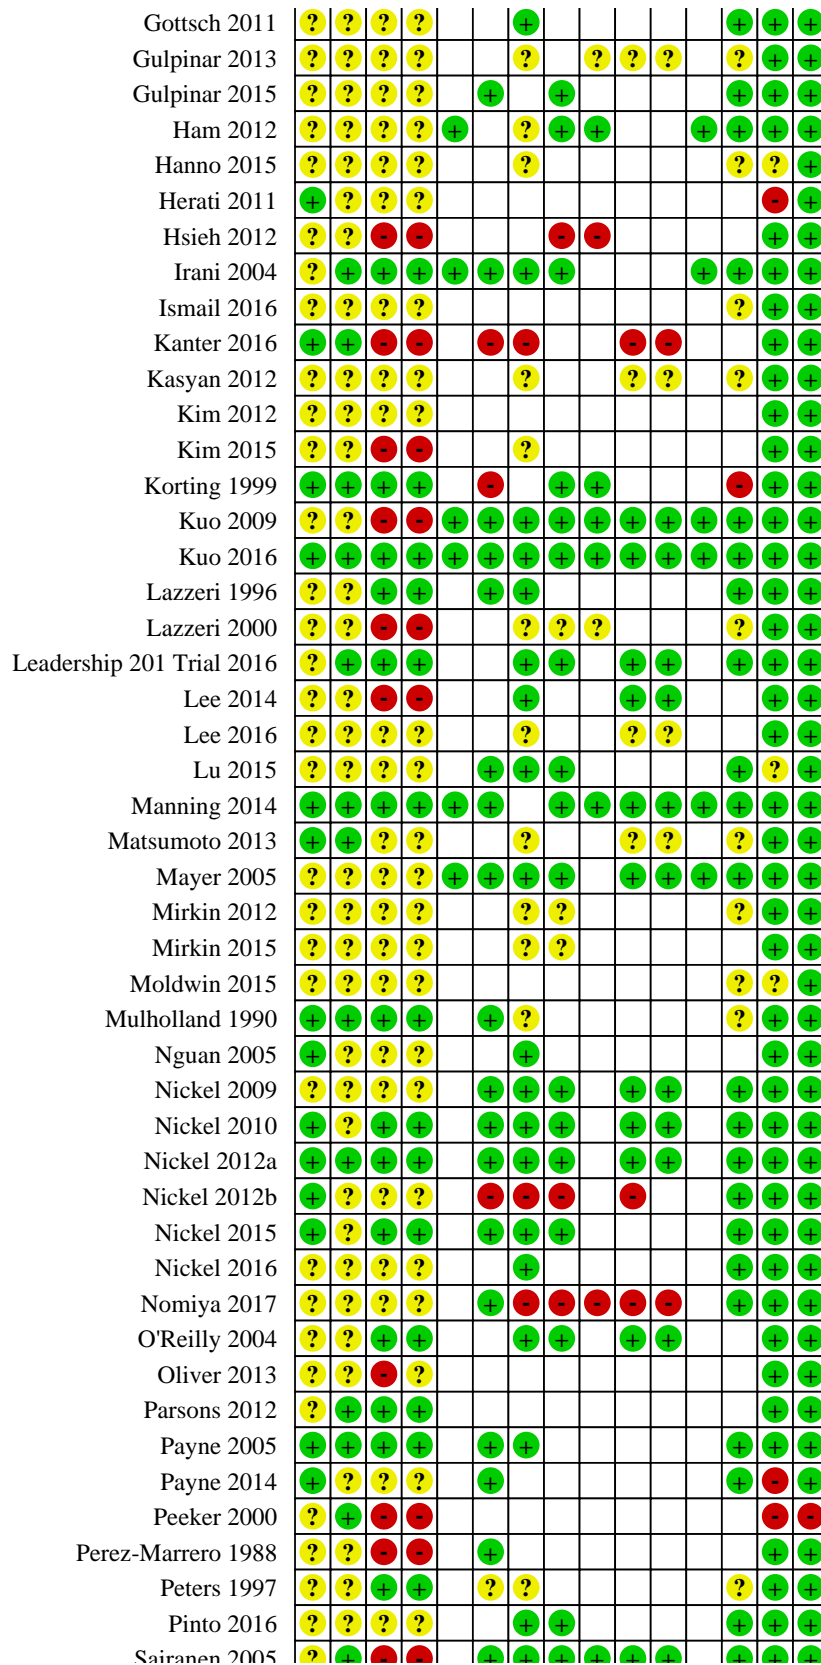 Gottsch 2011 ? ? ? ? + + + +
Gulpinar 2013 ? ? ? ? ? ? ? ? ? + +
Gulpinar 2015 ? ? ? ? + + + + +
Ham 2012 ? ? ? ? + ? + + + + + +
Hanno 2015 ? ? ? ? ? ? ? +
Herati 2011 + ? ? ? - +
Hsieh 2012 ? ? - - - - + +
Irani 2004 ? + + + + + + + + + + +
Ismail 2016 ? ? ? ? ? + +
Kanter 2016 + + - - - - - - + +
Kasyan 2012 ? ? ? ? ? ? ? ? + +
Kim 2012 ? ? ? ? + +
Kim 2015 ? ? - - ? + +
Korting 1999 + + + + - + + - + +
Kuo 2009 ? ? - - + + + + + + + + + + +
Kuo 2016 + + + + + + + + + + + + + + +
Lazzeri 1996 ? ? + + + + + + +
Lazzeri 2000 ? ? - - ? ? ? ? + +
Leadership 201 Trial 2016 ? + + + + + + + + + +
Lee 2014 ? ? - - + + + + +
Lee 2016 ? ? ? ? ? ? ? + +
Lu 2015 ? ? ? ? + + + + ? +
Manning 2014 + + + + + + + + + + + + + +
Matsumoto 2013 + + ? ? ? ? ? ? + +
Mayer 2005 ? ? ? ? + + + + + + + + + +
Mirkin 2012 ? ? ? ? ? ? ? + +
Mirkin 2015 ? ? ? ? ? ? + +
Moldwin 2015 ? ? ? ? ? ? +
Mulholland 1990 + + + + + ? ? + +
Nguan 2005 + ? ? ? + + +
Nickel 2009 ? ? ? ? + + + + + + + +
Nickel 2010 + ? + + + + + + + + + +
Nickel 2012a + + + + + + + + + + + +
Nickel 2012b + ? ? ? - - - - + + +
Nickel 2015 + ? + + + + + + + +
Nickel 2016 ? ? ? ? + + + +
Nomiya 2017 ? ? ? ? + - - - - - + + +
O'Reilly 2004 ? ? + + + + + + + +
Oliver 2013 ? ? - ? + +
Parsons 2012 ? + + + + +
Payne 2005 + + + + + + + + +
Payne 2014 + ? ? ? + + - +
Peeker 2000 ? + - - - -
Perez-Marrero 1988 ? ? - - + + +
Peters 1997 ? ? + + ? ? ? + +
Pinto 2016 ? ? ? ? + + + + +
Sairanen 2005 ? + - - + + + + + + + + +